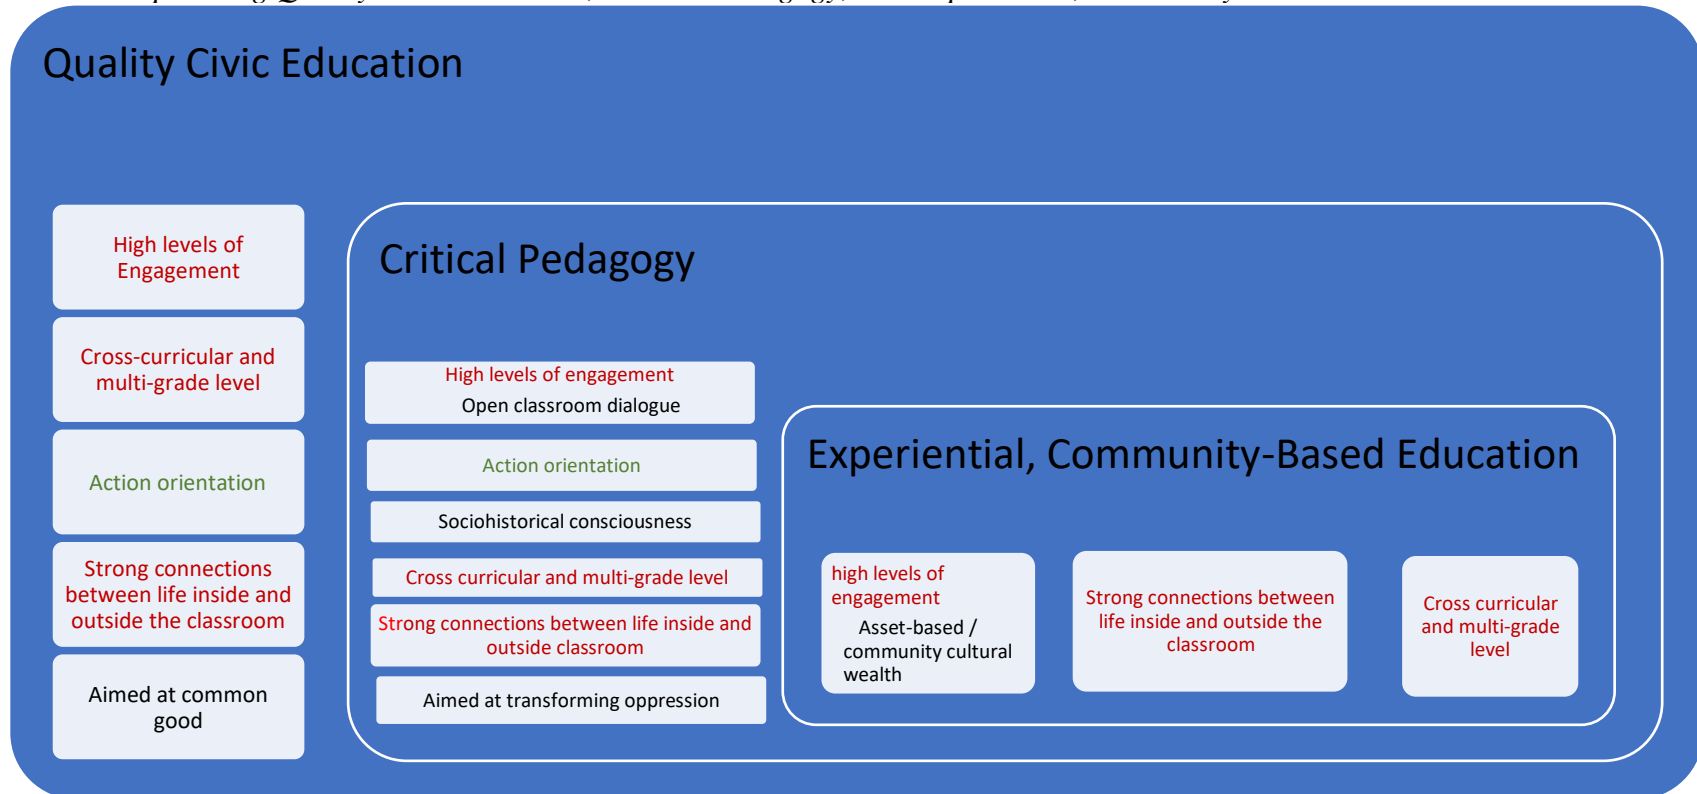 Quality Civic Education
High levels of
Engagement
Cross-curricular and
multi-grade level
Action orientation
Strong connections
between life inside and
outside the classroom
Aimed at common
good
Critical Pedagogy
High levels of engagement
Open classroom dialogue
Action orientation
Sociohistorical consciousness
Cross curricular and multi-grade level
Strong connections between life inside and
outside classroom
Aimed at transforming oppression
Experiential, Community-Based Education
high levels of
engagement
Asset-based /
community cultural
wealth
Strong connections between
life inside and outside the
classroom
Cross curricular
and multi-grade
level